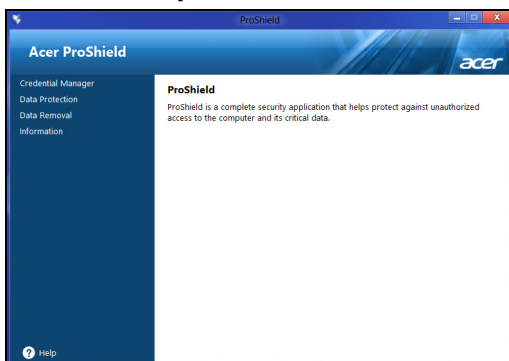 ProShield
Acer ProShield
acer
Credential Manager
Data Protection
Data Removal
Information
ProShield
ProShield is a complete security application that helps protect against unauthorized
access to the computer and its critical data.
? Help